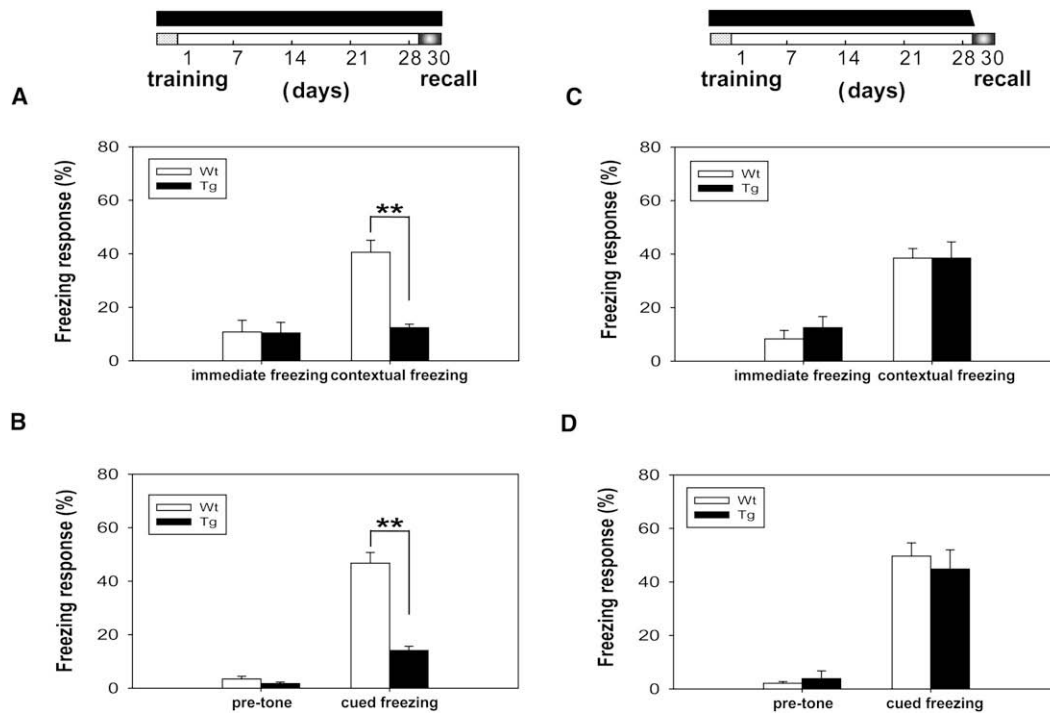 1 7 14 21 28 30
training (days) recall
A
80
60
40
20
0
Freezing response (%)
Wt
Tg
**
immediate freezing contextual freezing
B
80
60
40
20
0
Freezing response (%)
Wt
Tg
**
pre-tone cued freezing
1 7 14 21 28 30
training (days) recall
C
80
60
40
20
0
Freezing response (%)
Wt
Tg
immediate freezing contextual freezing
D
80
60
40
20
0
Freezing response (%)
Wt
Tg
pre-tone cued freezing